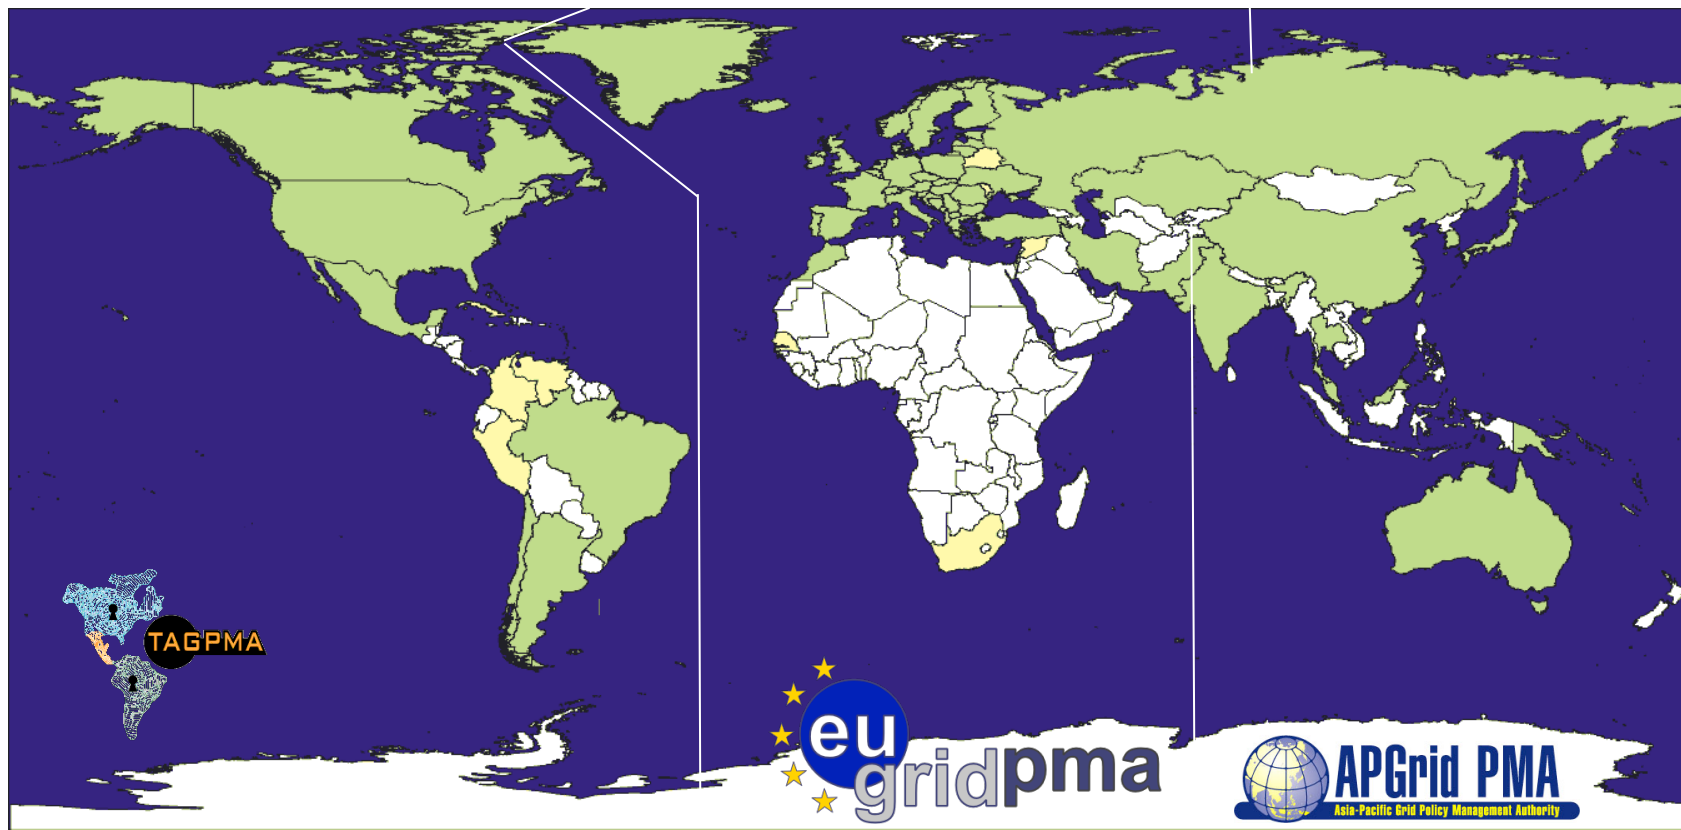 TAGPMA
eu
gridpma
APGrid PMA
Asia-Pacific Grid Policy Management Authority